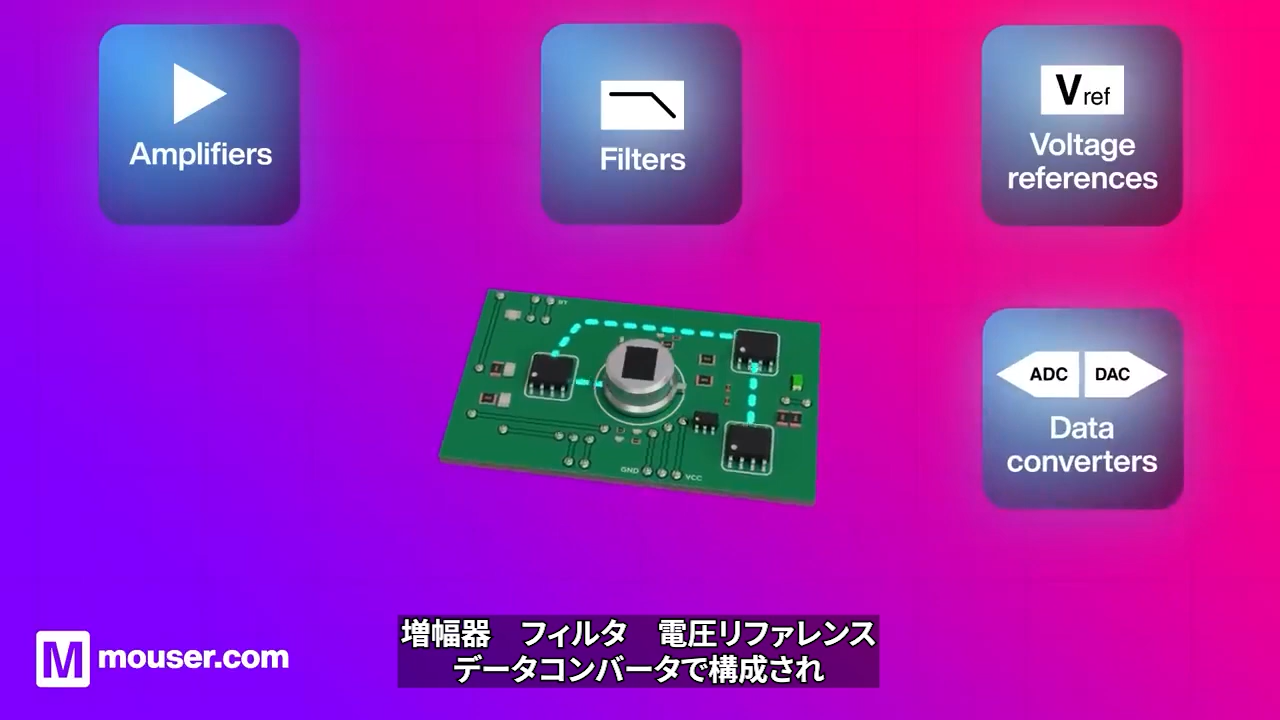 Amplifiers
Filters
Vref
Voltage
references
ADC DAC
Data
converters
GND
VCC
M mouser.com
増幅器　フィルタ　電圧リファレンス
データコンバータで構成され